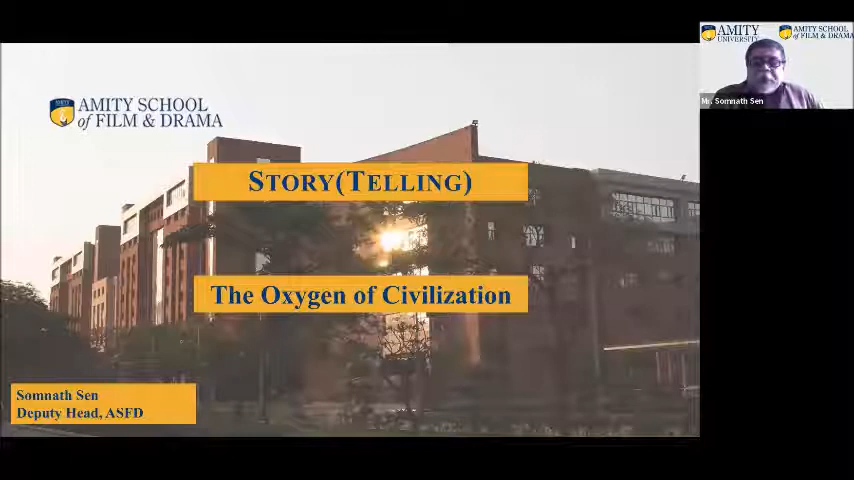 AMITY SCHOOL
of FILM & DRAMA
STORY(TELLING)
The Oxygen of Civilization
Somnath Sen
Deputy Head, ASFD
AMITY
UNIVERSITY
AMITY SCHOOL
of FILM & DRAMA
Mr. Somnath Sen